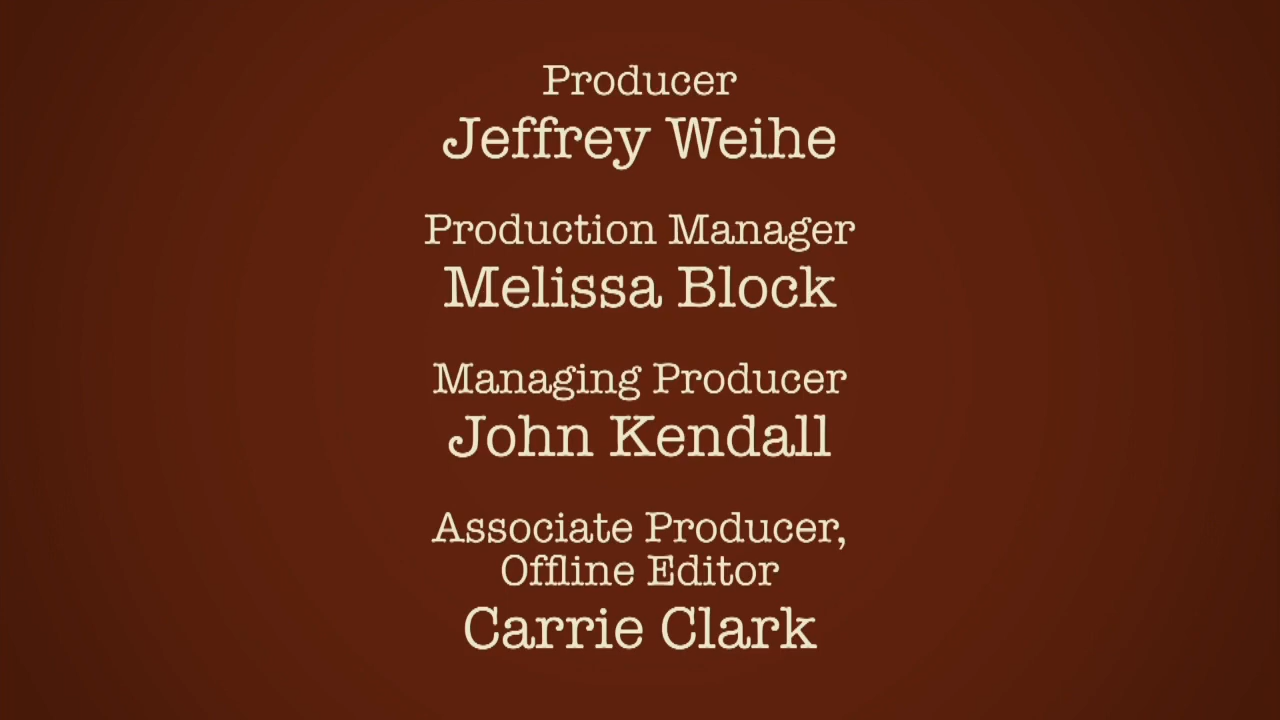 Producer
Jeffrey Weihe
Production Manager
Melissa Block
Managing Producer
John Kendall
Associate Producer,
Offline Editor
Carrie Clark